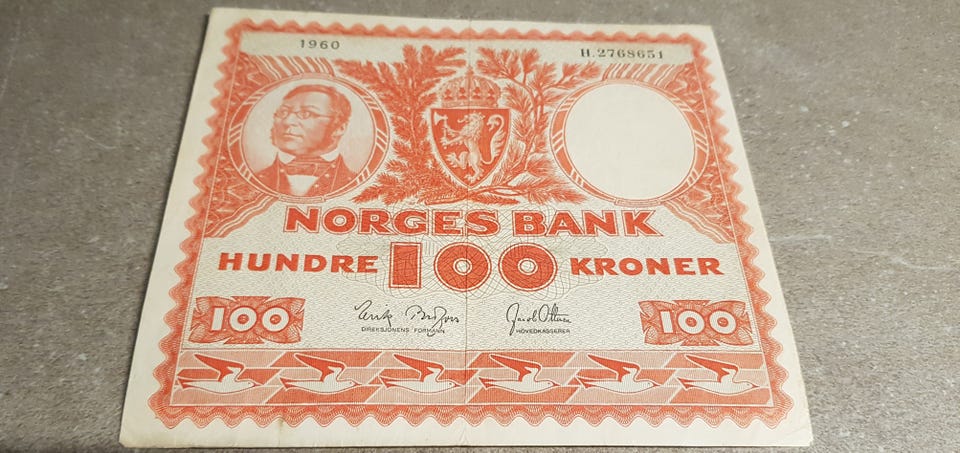 1960 H.2768651
NORGES BANK
HUNDRE 100 KRONER
100 100
DIREKSJONENS FORMANN HOVEDKASSERER